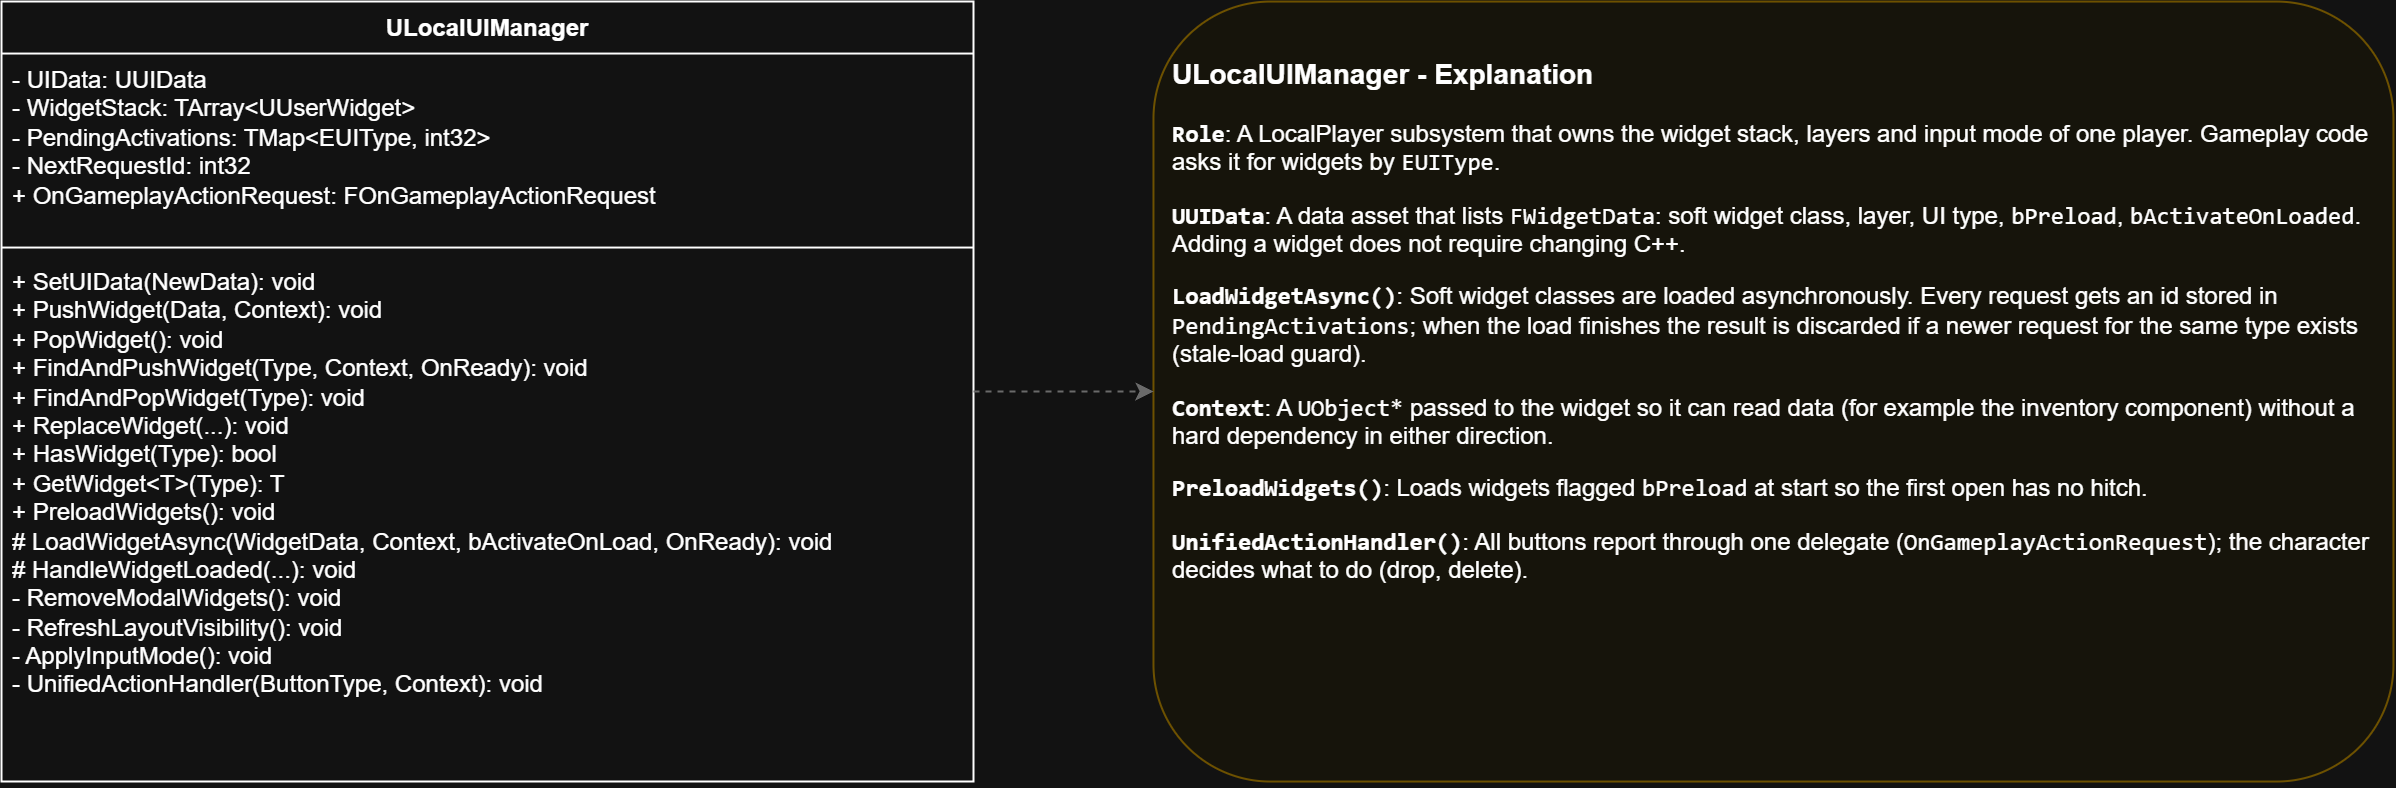 ULocalUIManager
- UIData: UUIData
- WidgetStack: TArray<UUserWidget>
- PendingActivations: TMap<EUIType, int32>
- NextRequestId: int32
+ OnGameplayActionRequest: FOnGameplayActionRequest
+ SetUIData(NewData): void
+ PushWidget(Data, Context): void
+ PopWidget(): void
+ FindAndPushWidget(Type, Context, OnReady): void
+ FindAndPopWidget(Type): void
+ ReplaceWidget(...): void
+ HasWidget(Type): bool
+ GetWidget<T>(Type): T
+ PreloadWidgets(): void
# LoadWidgetAsync(WidgetData, Context, bActivateOnLoad, OnReady): void
# HandleWidgetLoaded(...): void
- RemoveModalWidgets(): void
- RefreshLayoutVisibility(): void
- ApplyInputMode(): void
- UnifiedActionHandler(ButtonType, Context): void
ULocalUIManager - Explanation
Role: A LocalPlayer subsystem that owns the widget stack, layers and input mode of one player. Gameplay code
asks it for widgets by EUIType.
UUIData: A data asset that lists FWidgetData: soft widget class, layer, UI type, bPreload, bActivateOnLoaded.
Adding a widget does not require changing C++.
LoadWidgetAsync(): Soft widget classes are loaded asynchronously. Every request gets an id stored in
PendingActivations; when the load finishes the result is discarded if a newer request for the same type exists
(stale-load guard).
Context: A UObject* passed to the widget so it can read data (for example the inventory component) without a
hard dependency in either direction.
PreloadWidgets(): Loads widgets flagged bPreload at start so the first open has no hitch.
UnifiedActionHandler(): All buttons report through one delegate (OnGameplayActionRequest); the character
decides what to do (drop, delete).